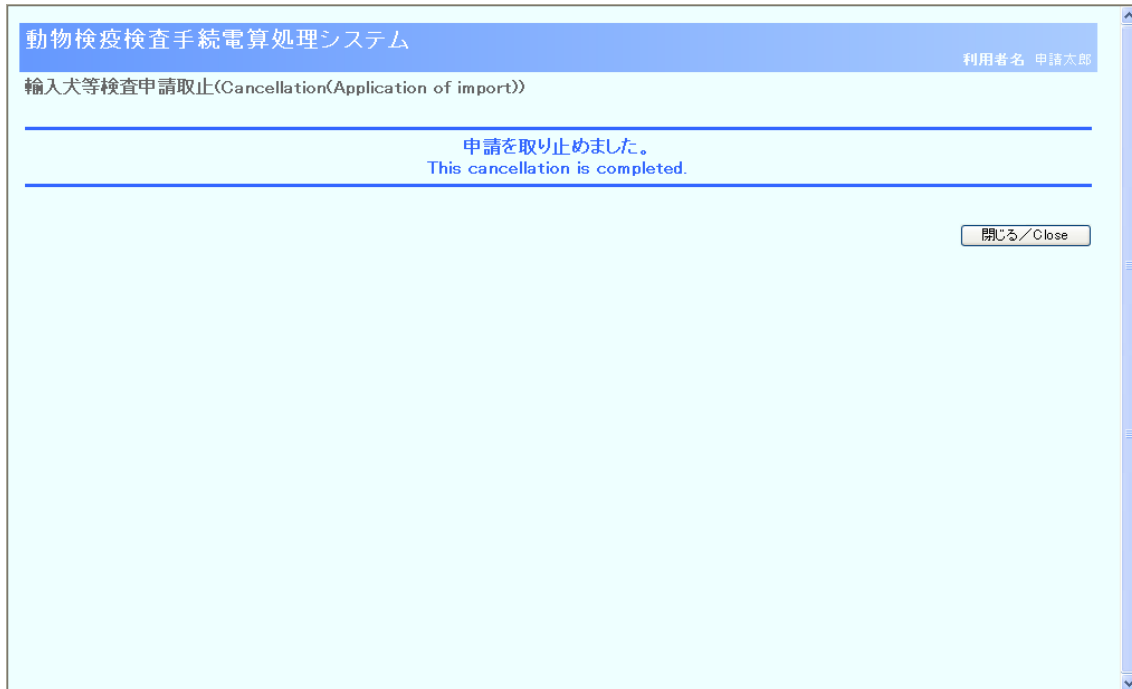 動物検疫検査手続電算処理システム
利用者名 申請太郎
輸入犬等検査申請取止(Cancellation(Application of import))
申請を取り止めました。
This cancellation is completed.
閉じる／Close